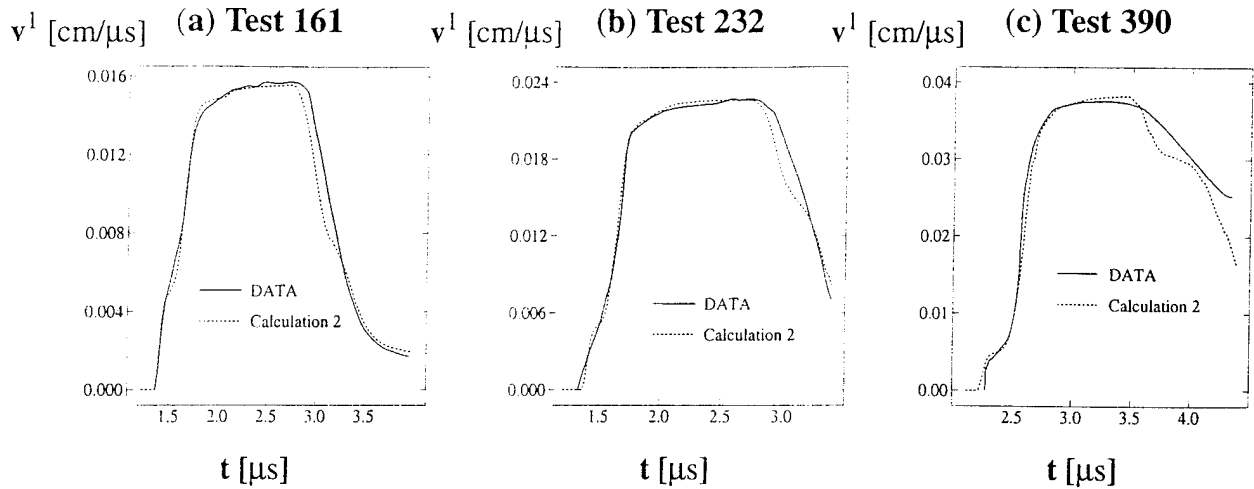 v¹ [cm/μs]
(a) Test 161
0.016
0.012
0.008
0.004
0.000
DATA
Calculation 2
1.5 2.0 2.5 3.0 3.5
t [μs]
v¹ [cm/μs]
(b) Test 232
0.024
0.018
0.012
0.006
0.000
DATA
Calculation 2
1.5 2.0 2.5 3.0
t [μs]
v¹ [cm/μs]
(c) Test 390
0.04
0.03
0.02
0.01
0.00
DATA
Calculation 2
2.5 3.0 3.5 4.0
t [μs]